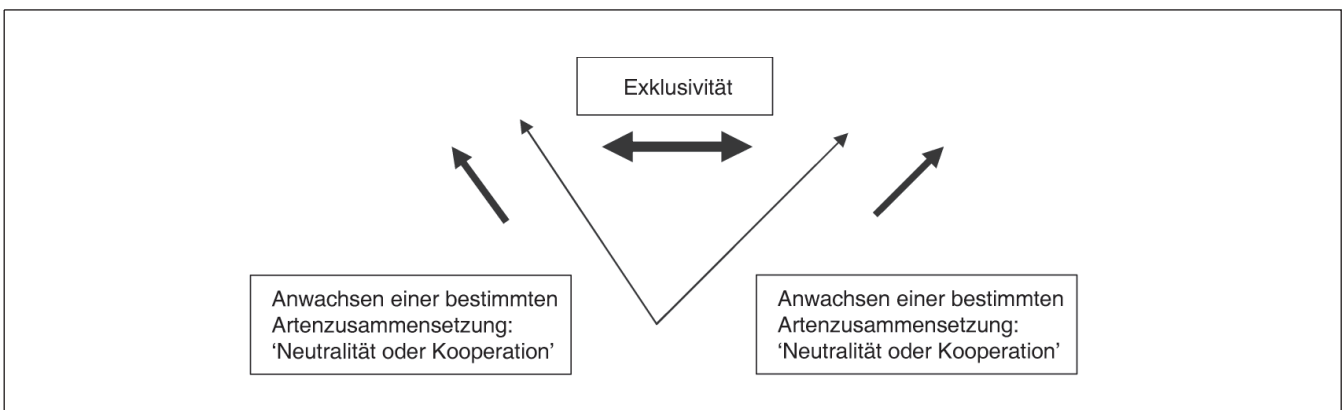 Exklusivität
Anwachsen einer bestimmten
Artenzusammensetzung:
‘Neutralität oder Kooperation’
Anwachsen einer bestimmten
Artenzusammensetzung:
‘Neutralität oder Kooperation’